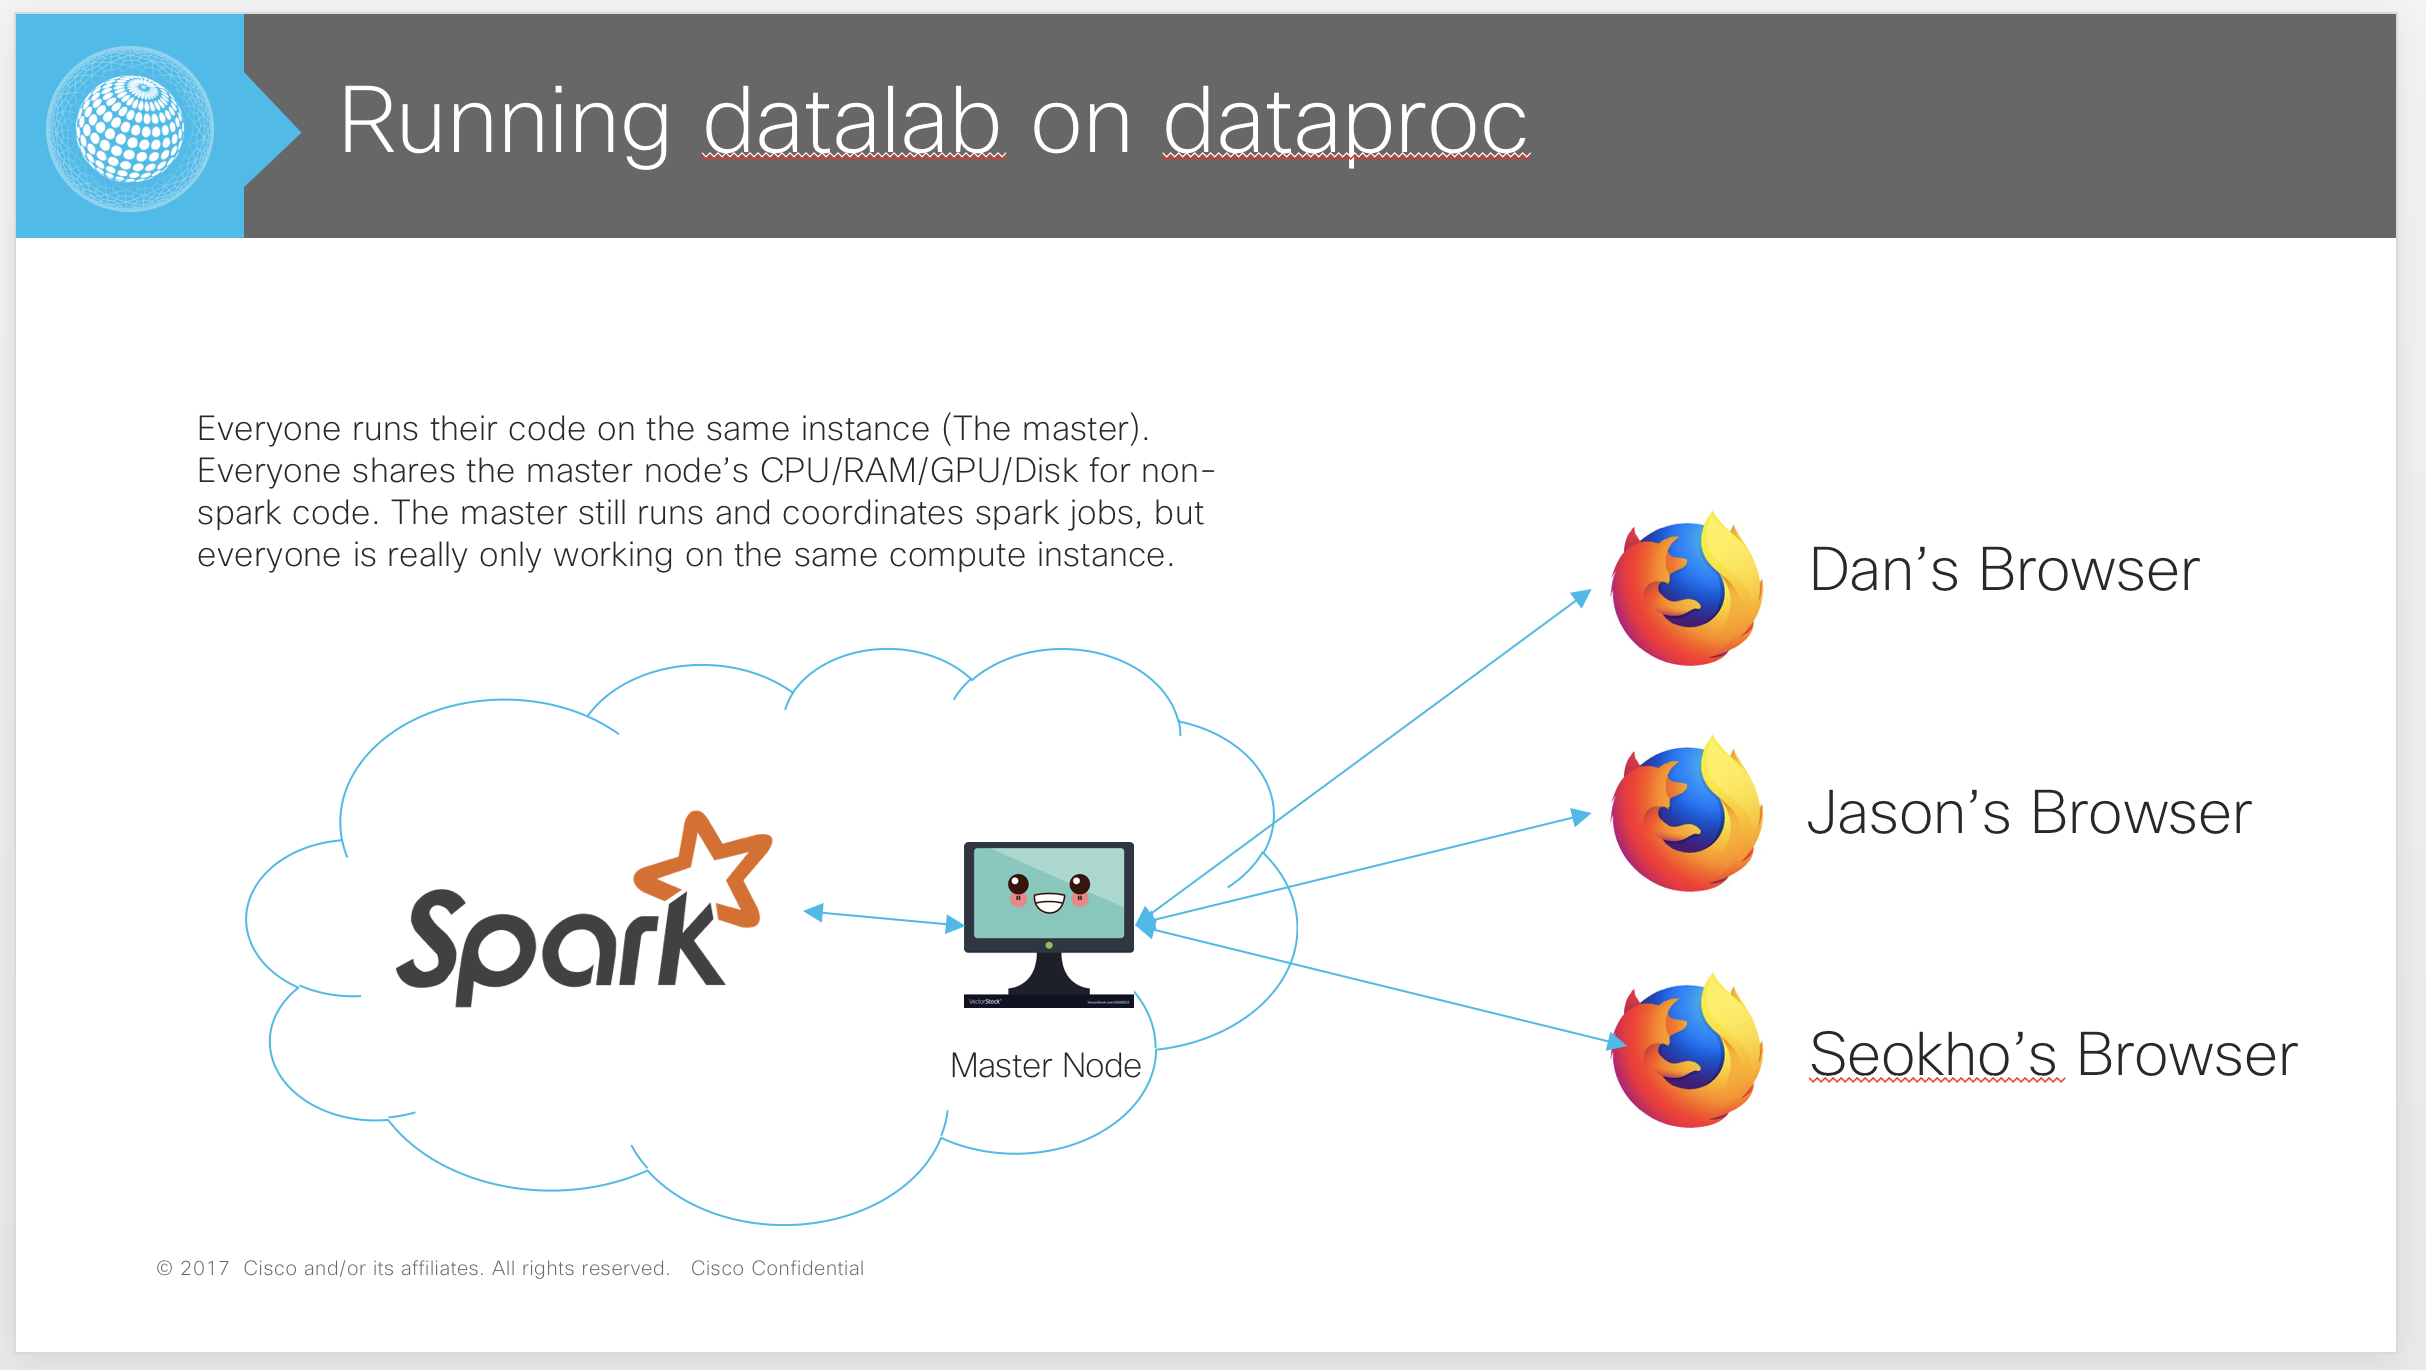 Running datalab on dataproc
Everyone runs their code on the same instance (The master).
Everyone shares the master node’s CPU/RAM/GPU/Disk for non-
spark code. The master still runs and coordinates spark jobs, but
everyone is really only working on the same compute instance.
Dan’s Browser
Jason’s Browser
Spark
VectorStock
Master Node
Seokho’s Browser
© 2017 Cisco and/or its affiliates. All rights reserved. Cisco Confidential